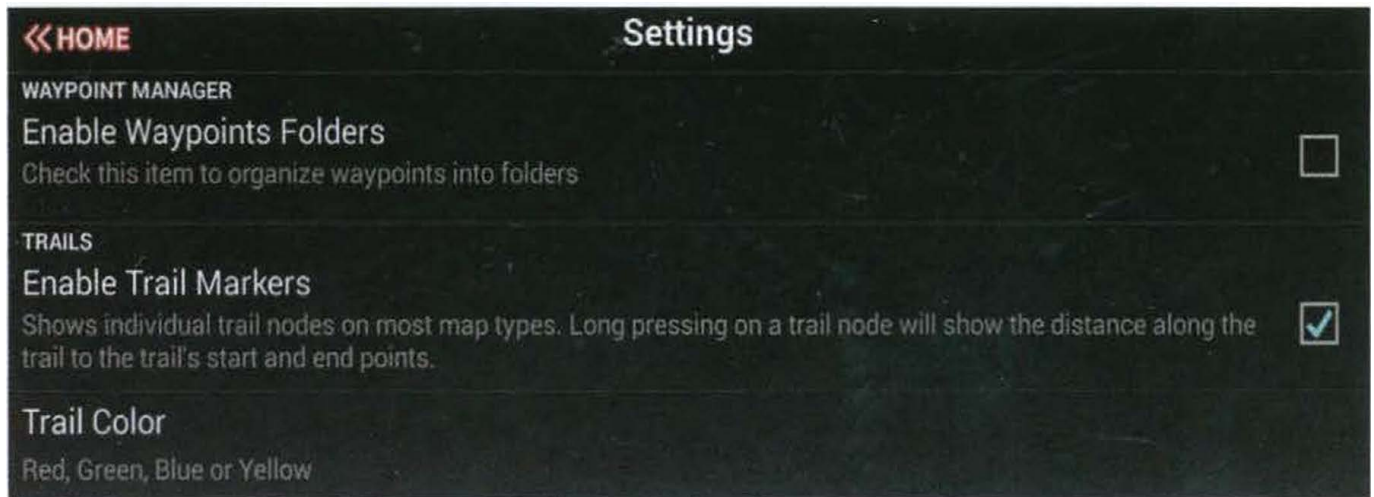 ≪HOME
Settings
WAYPOINT MANAGER
Enable Waypoints Folders
Check this item to organize waypoints into folders
TRAILS
Enable Trail Markers
Shows individual trail nodes on most map types. Long pressing on a trail node will show the distance along the
trail to the trail's start and end points.
Trail Color
Red, Green, Blue or Yellow